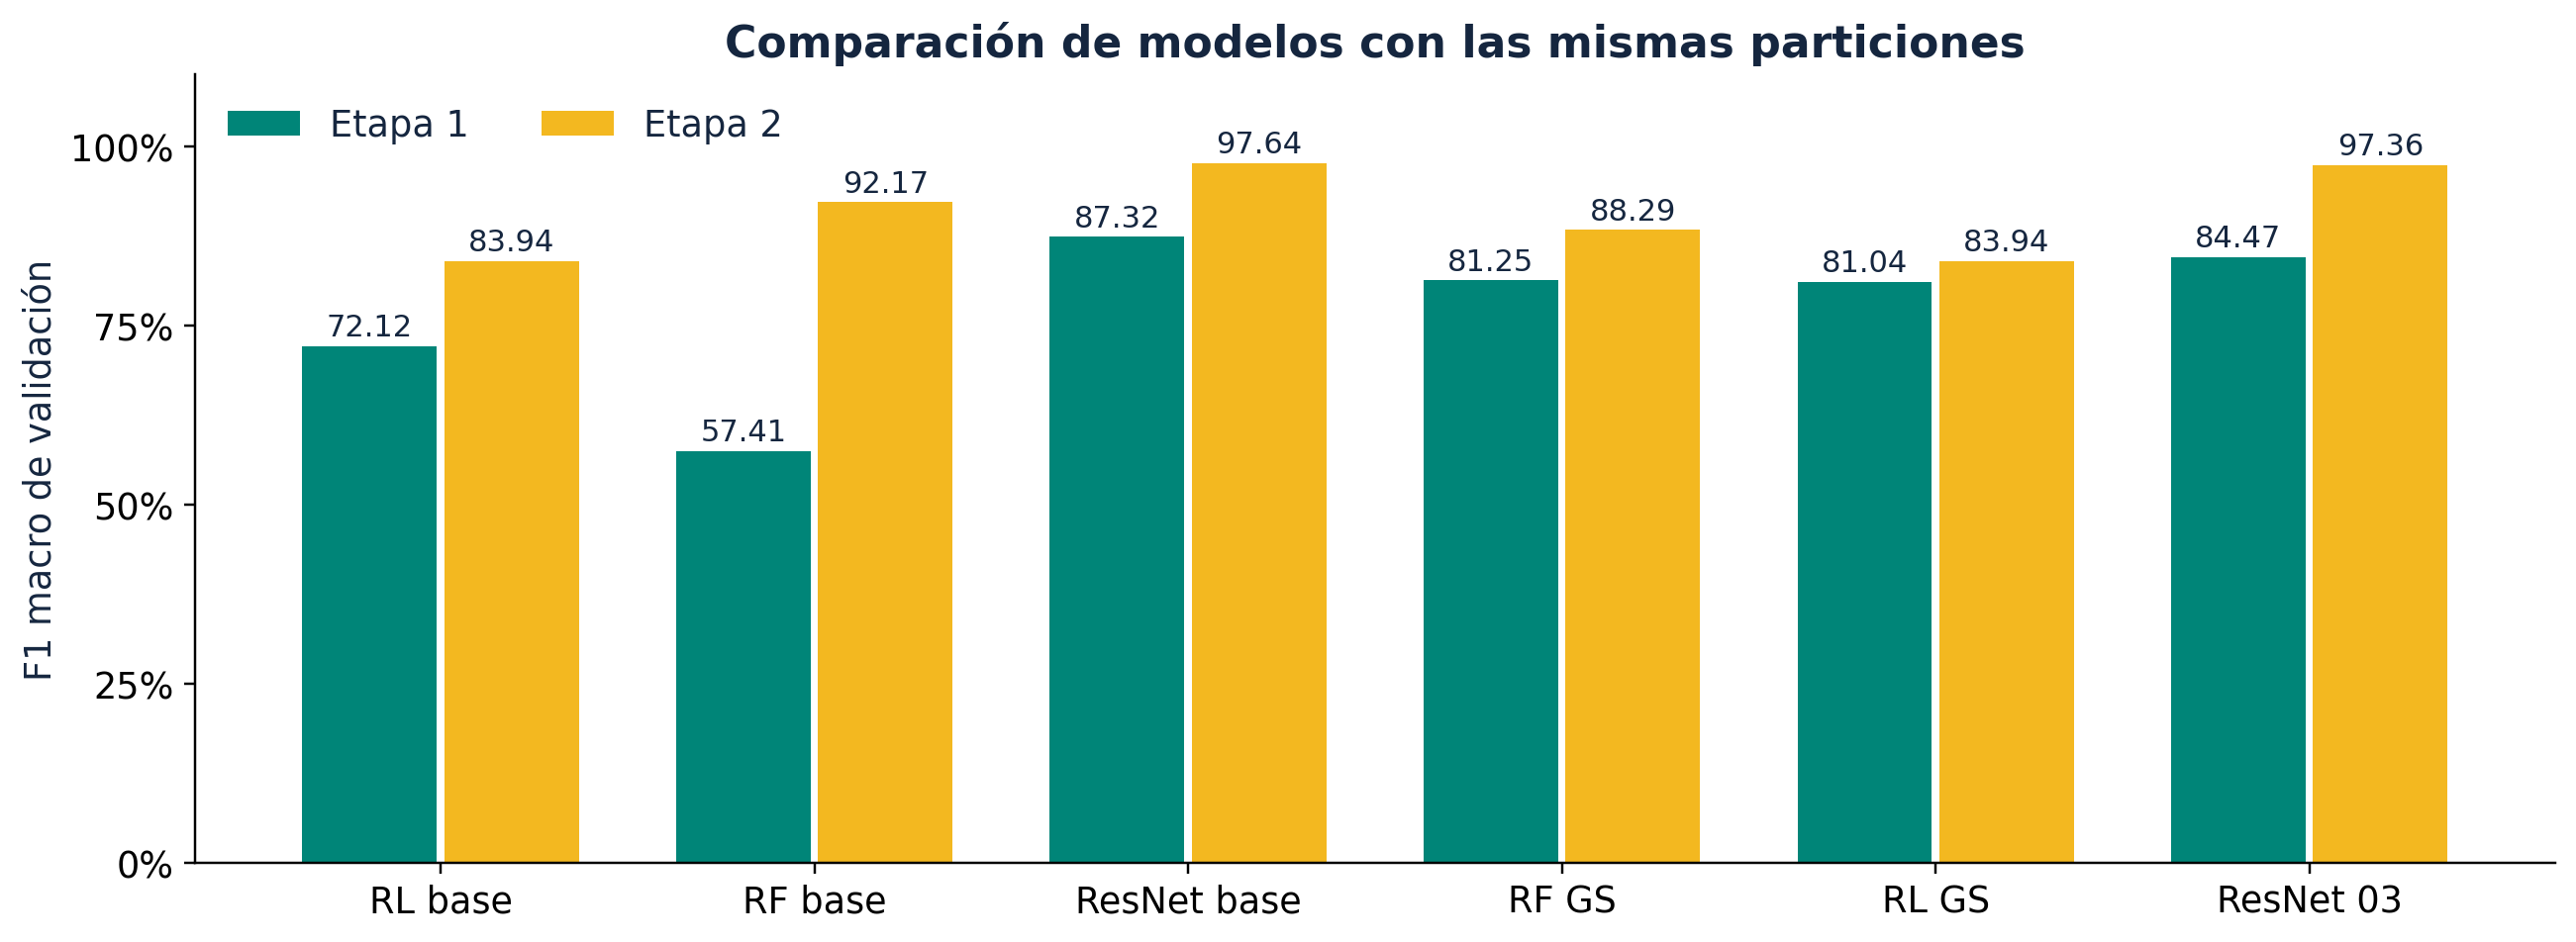 Comparación de modelos con las mismas particiones
Etapa 1 Etapa 2
F1 macro de validación
100%
75%
50%
25%
0%
72.12 83.94
57.41 92.17
87.32 97.64
81.25 88.29
81.04 83.94
84.47 97.36
RL base RF base ResNet base RF GS RL GS ResNet 03